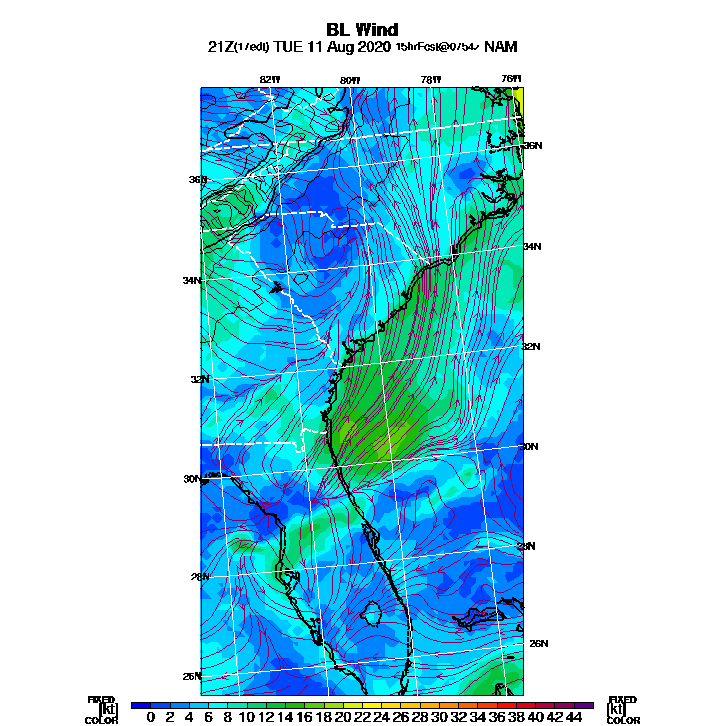 BL Wind
21Z(17edt) TUE 11 Aug 2020 15hrFcst@0754z NAM
82W 80W 78W 76W
36N
36N
34N
34N
32N
32N
30N
30N
28N
28N
26N
26N
FIXED FIXED
[kt] 0 2 4 6 8 10 12 14 16 18 20 22 24 26 28 30 32 34 36 38 40 42 44 [kt]
COLOR COLOR